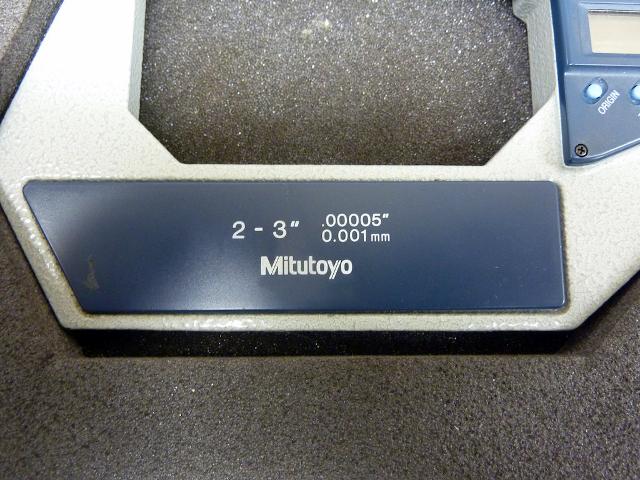 2 - 3" .00005"
0.001mm
Mitutoyo
ORIGIN